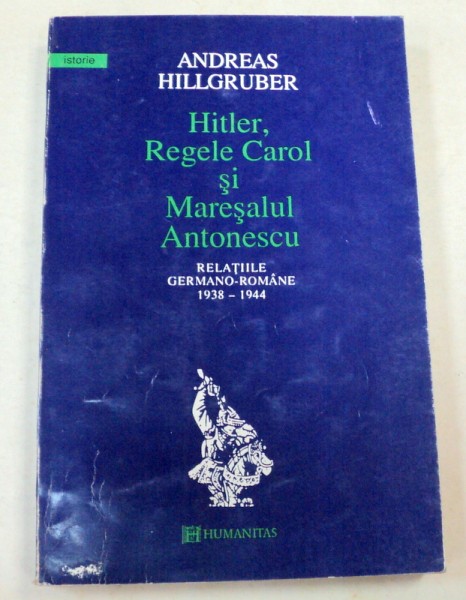 istorie
ANDREAS
HILLGRUBER
Hitler,
Regele Carol
şi
Mareşalul
Antonescu
RELAŢIILE
GERMANO-ROMÂNE
1938 – 1944
HUMANITAS